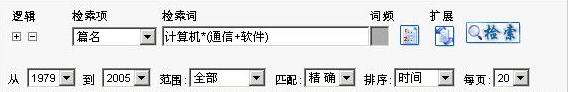 逻辑 检索项 检索词 词频 扩展
篇名 计算机*(通信+软件) 检索
从 1979 到 2005 范围: 全部 匹配: 精确 排序: 时间 每页: 20